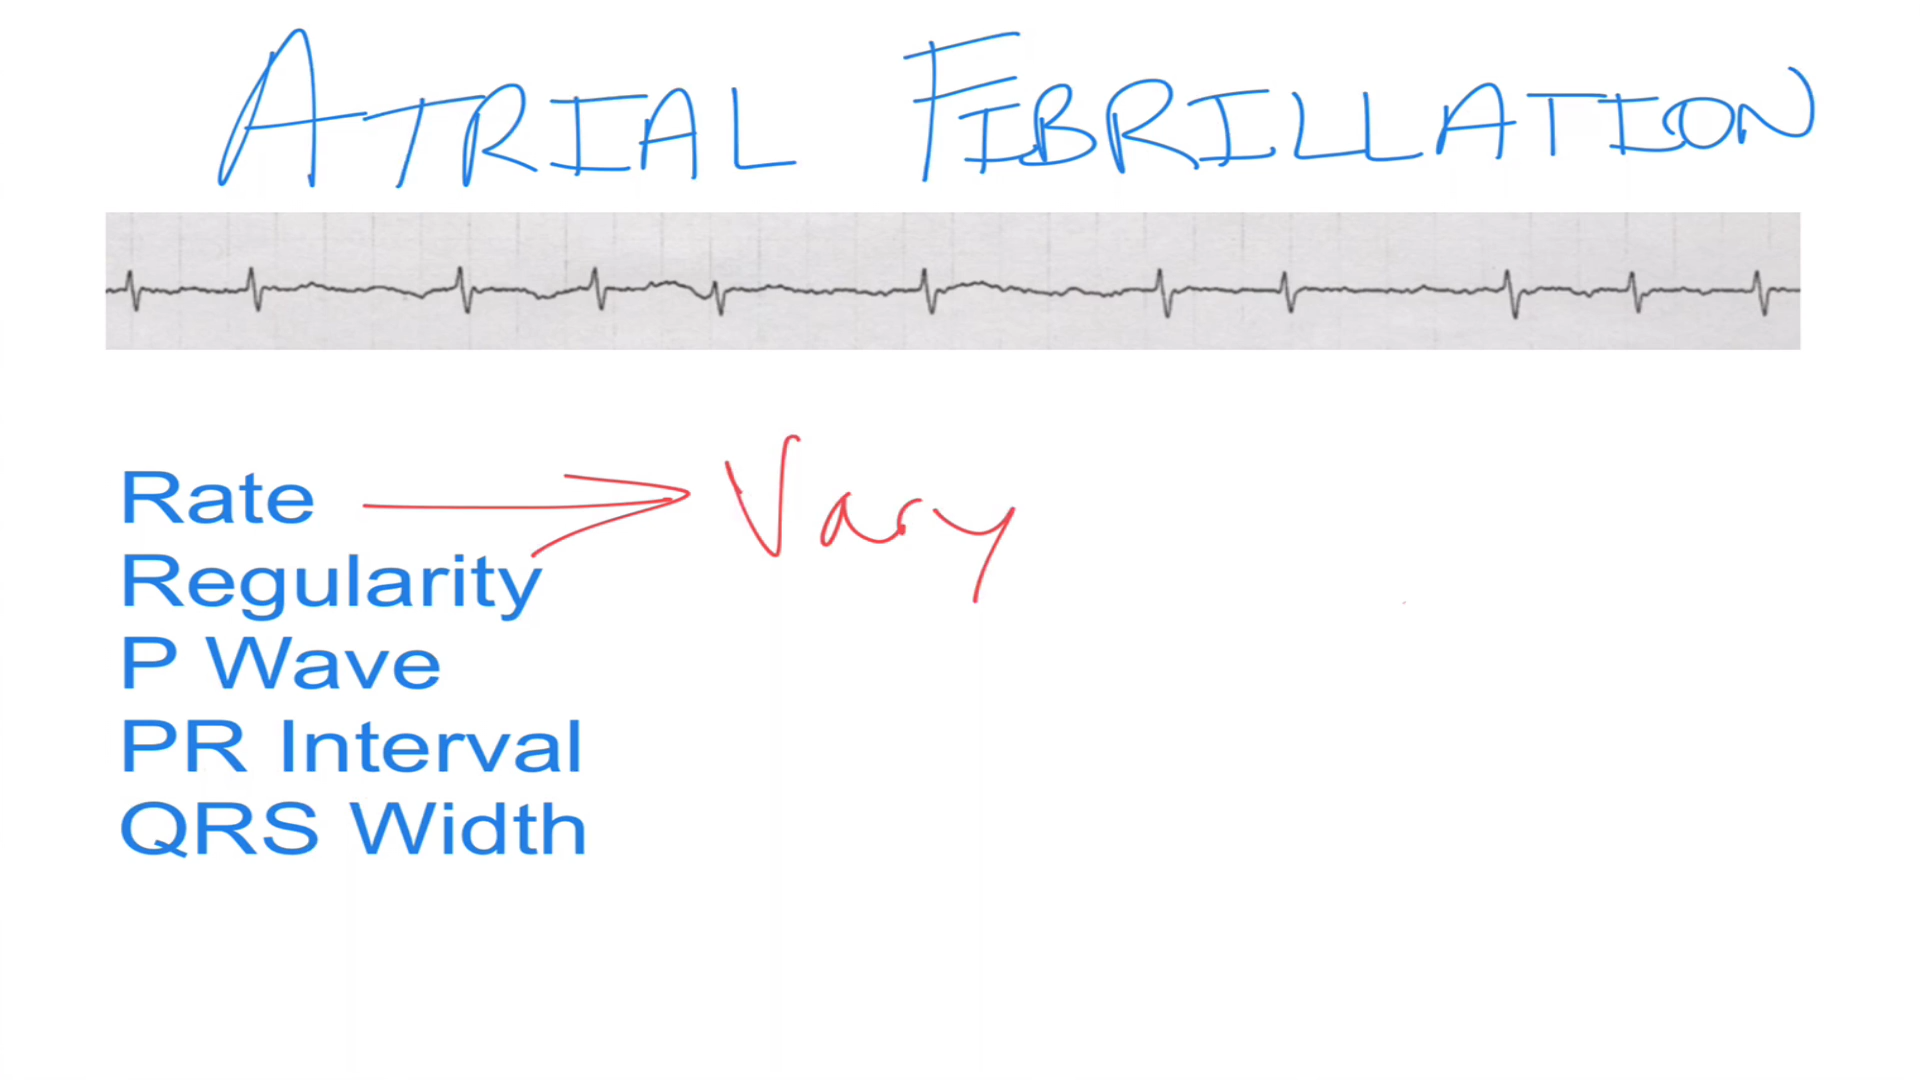 ATRIAL FIBRILLATION
Rate Vary
Regularity
P Wave
PR Interval
QRS Width